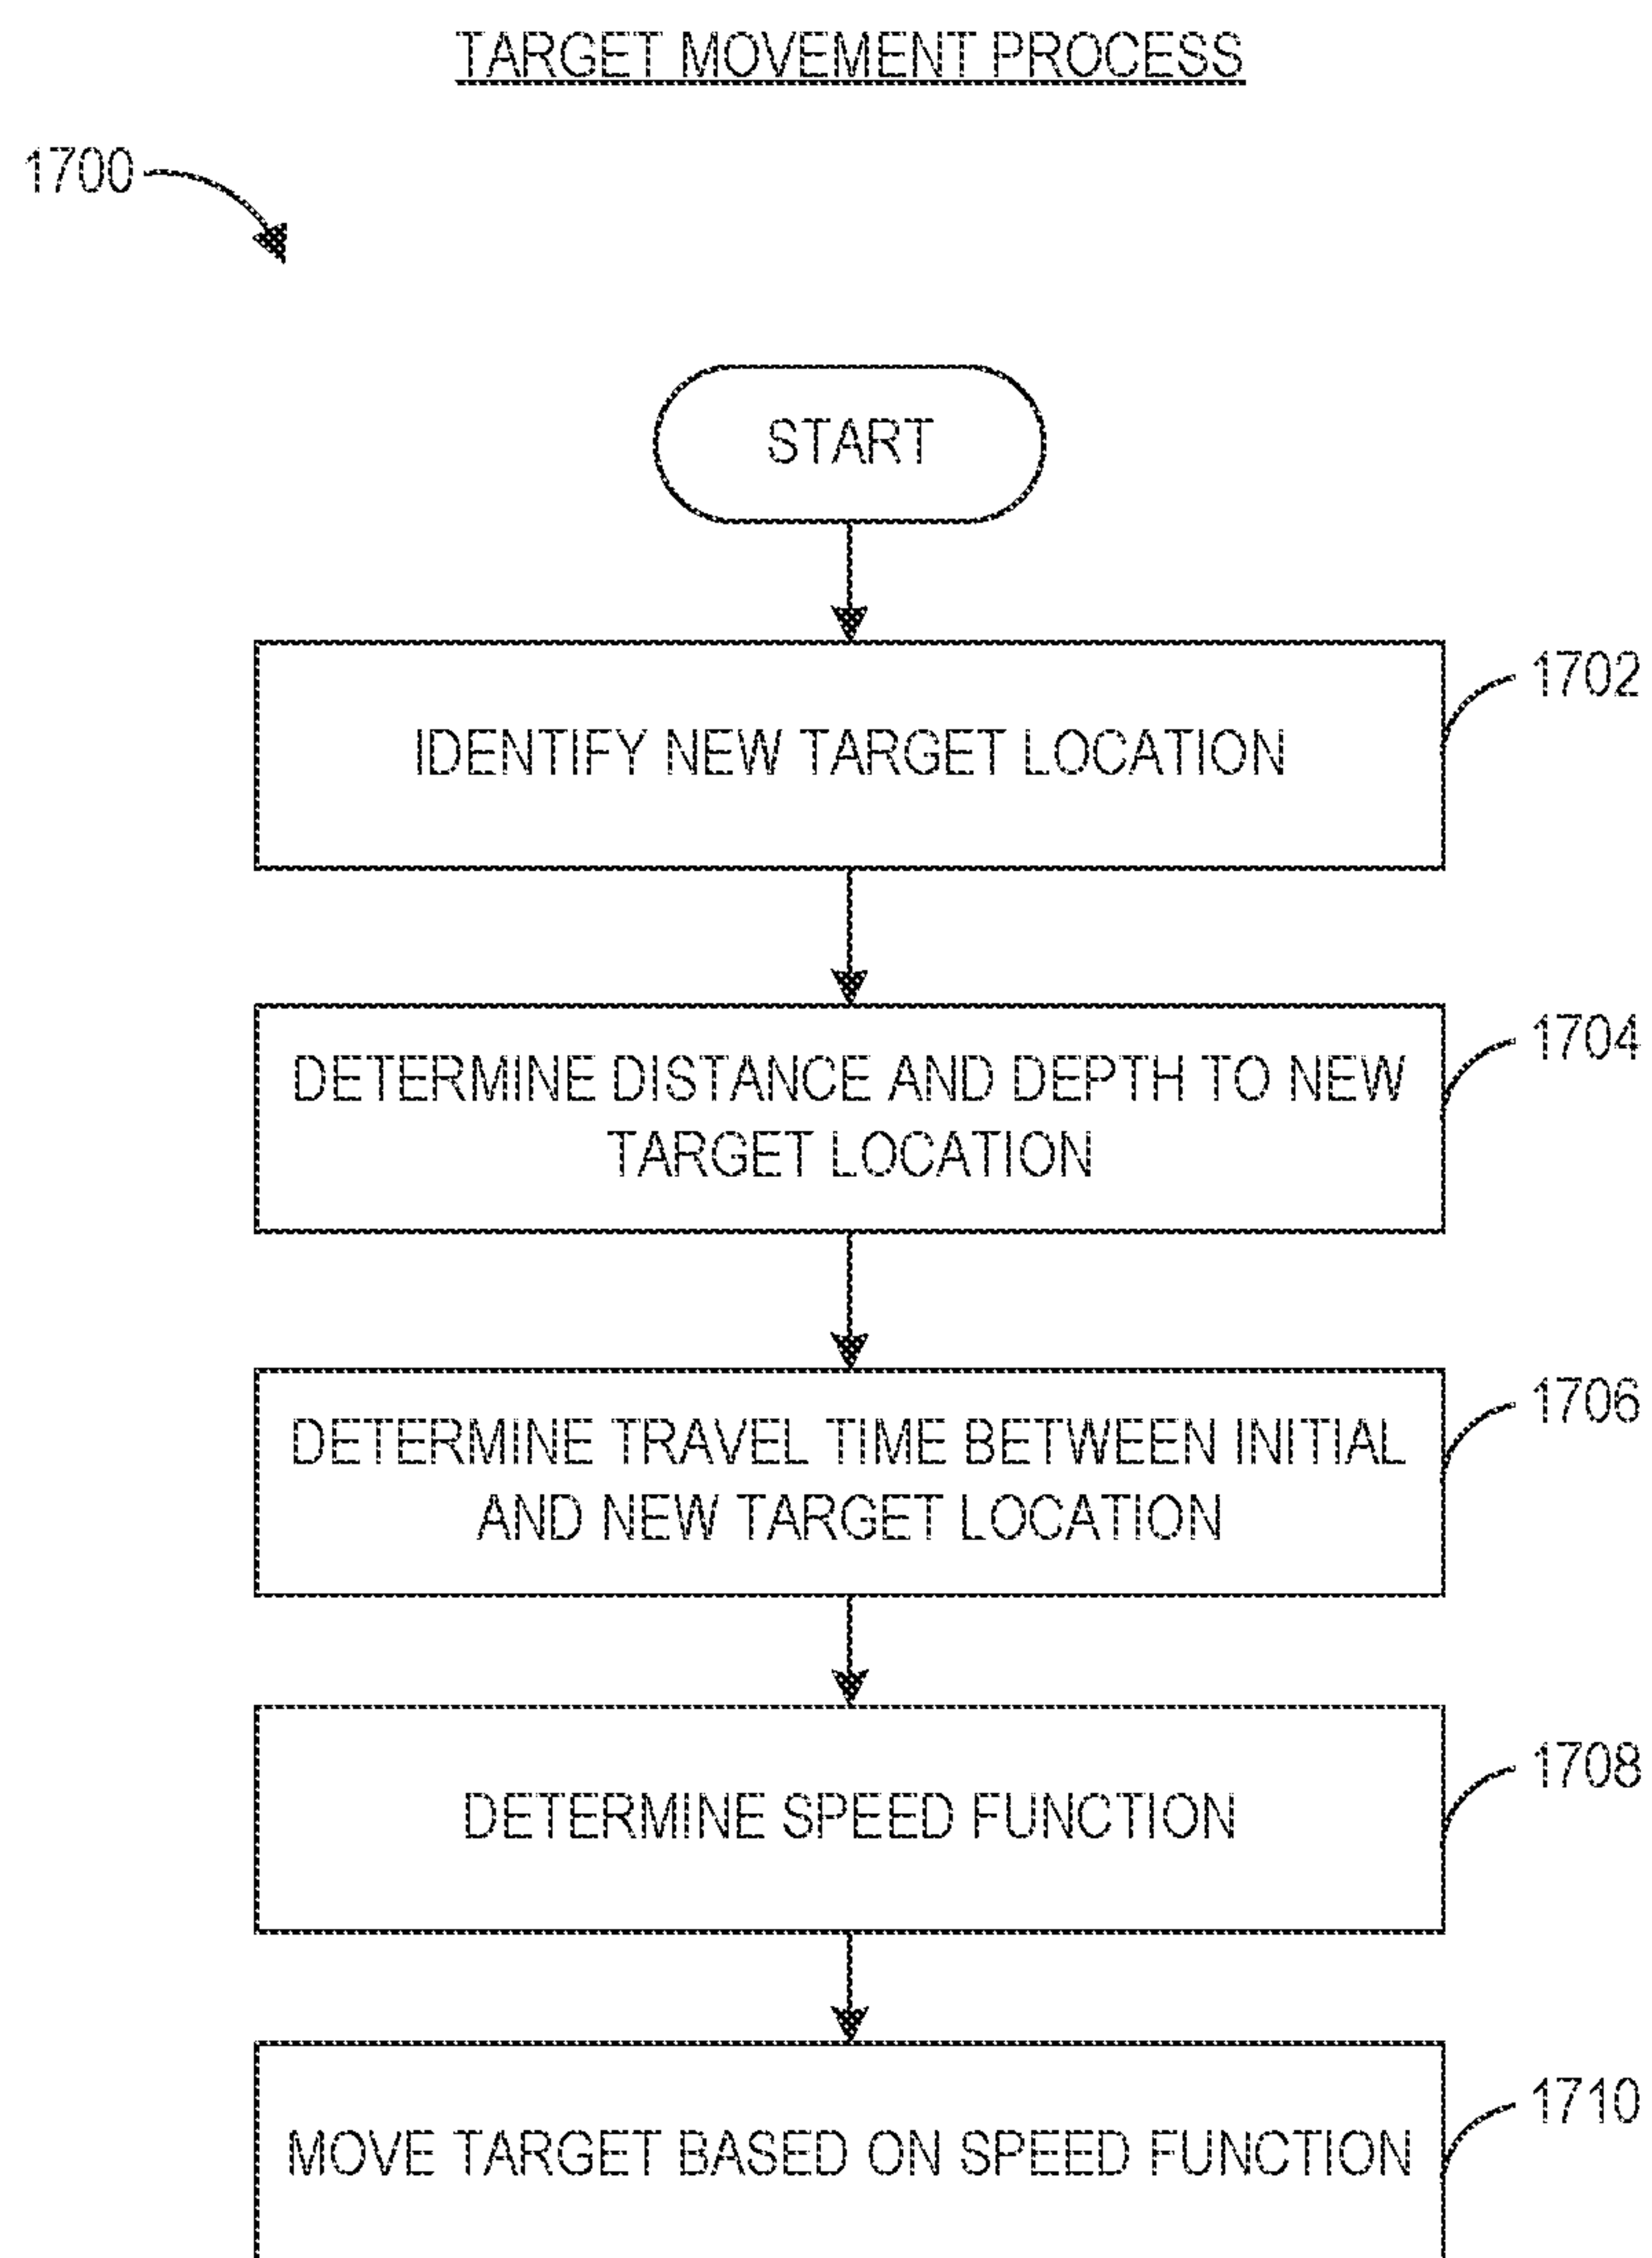 TARGET MOVEMENT PROCESS
1700
START
IDENTIFY NEW TARGET LOCATION
1702
DETERMINE DISTANCE AND DEPTH TO NEW
TARGET LOCATION
1704
DETERMINE TRAVEL TIME BETWEEN INITIAL
AND NEW TARGET LOCATION
1706
DETERMINE SPEED FUNCTION
1708
MOVE TARGET BASED ON SPEED FUNCTION
1710